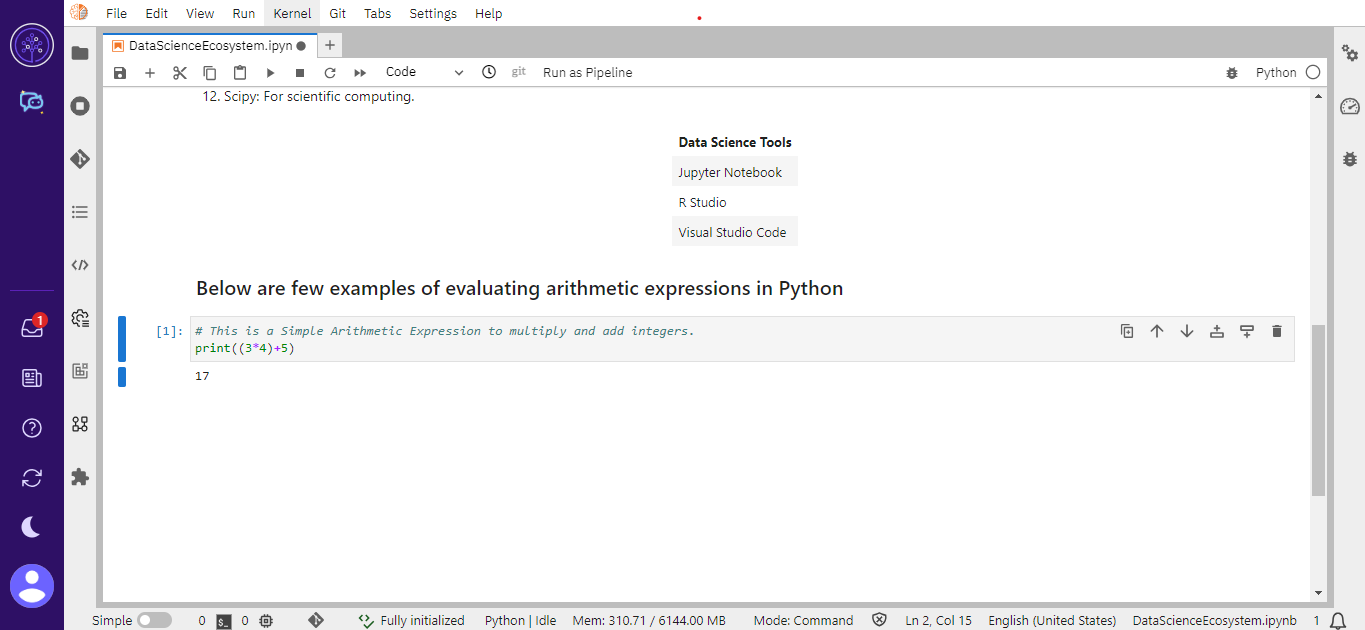 File Edit View Run Kernel Git Tabs Settings Help
DataScienceEcosystem.ipyn
Code git Run as Pipeline Python
12. Scipy: For scientific computing.
Data Science Tools
Jupyter Notebook
R Studio
Visual Studio Code
Below are few examples of evaluating arithmetic expressions in Python
[1]: # This is a Simple Arithmetic Expression to multiply and add integers.
print((3*4)+5)
17
1
Simple 0 $_ 0 Fully initialized Python | Idle Mem: 310.71 / 6144.00 MB Mode: Command Ln 2, Col 15 English (United States) DataScienceEcosystem.ipynb 1